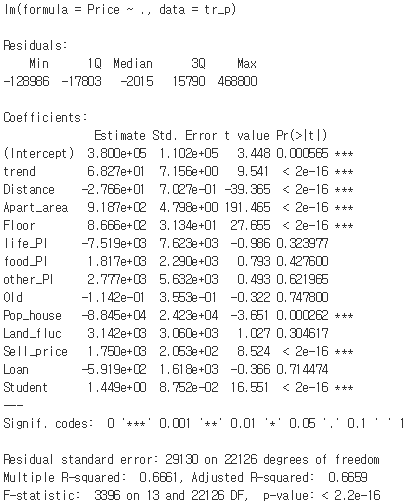 lm(formula = Price ~ ., data = tr_p)
Residuals:
Min 1Q Median 3Q Max
-128986 -17803 -2015 15790 468800
Coefficients:
Estimate Std. Error t value Pr(>|t|)
(Intercept) 3.800e+05 1.102e+05 3.448 0.000565 ***
trend 6.827e+01 7.156e+00 9.541 < 2e-16 ***
Distance -2.766e+01 7.027e-01 -39.365 < 2e-16 ***
Apart_area 9.187e+02 4.798e+00 191.465 < 2e-16 ***
Floor 8.666e+02 3.134e+01 27.655 < 2e-16 ***
life_PI -7.519e+03 7.623e+03 -0.986 0.323977
food_PI 1.817e+03 2.290e+03 0.793 0.427600
other_PI 2.777e+03 5.632e+03 0.493 0.621965
Old -1.142e-01 3.553e-01 -0.322 0.747800
Pop_house -8.845e+04 2.423e+04 -3.651 0.000262 ***
Land_fluc 3.142e+03 3.060e+03 1.027 0.304617
Sell_price 1.750e+03 2.053e+02 8.524 < 2e-16 ***
Loan -5.919e+02 1.618e+03 -0.366 0.714474
Student 1.449e+00 8.752e-02 16.551 < 2e-16 ***
---
Signif. codes: 0 '***' 0.001 '**' 0.01 '*' 0.05 '.' 0.1 ' ' 1
Residual standard error: 29130 on 22126 degrees of freedom
Multiple R-squared: 0.6661, Adjusted R-squared: 0.6659
F-statistic: 3396 on 13 and 22126 DF, p-value: < 2.2e-16